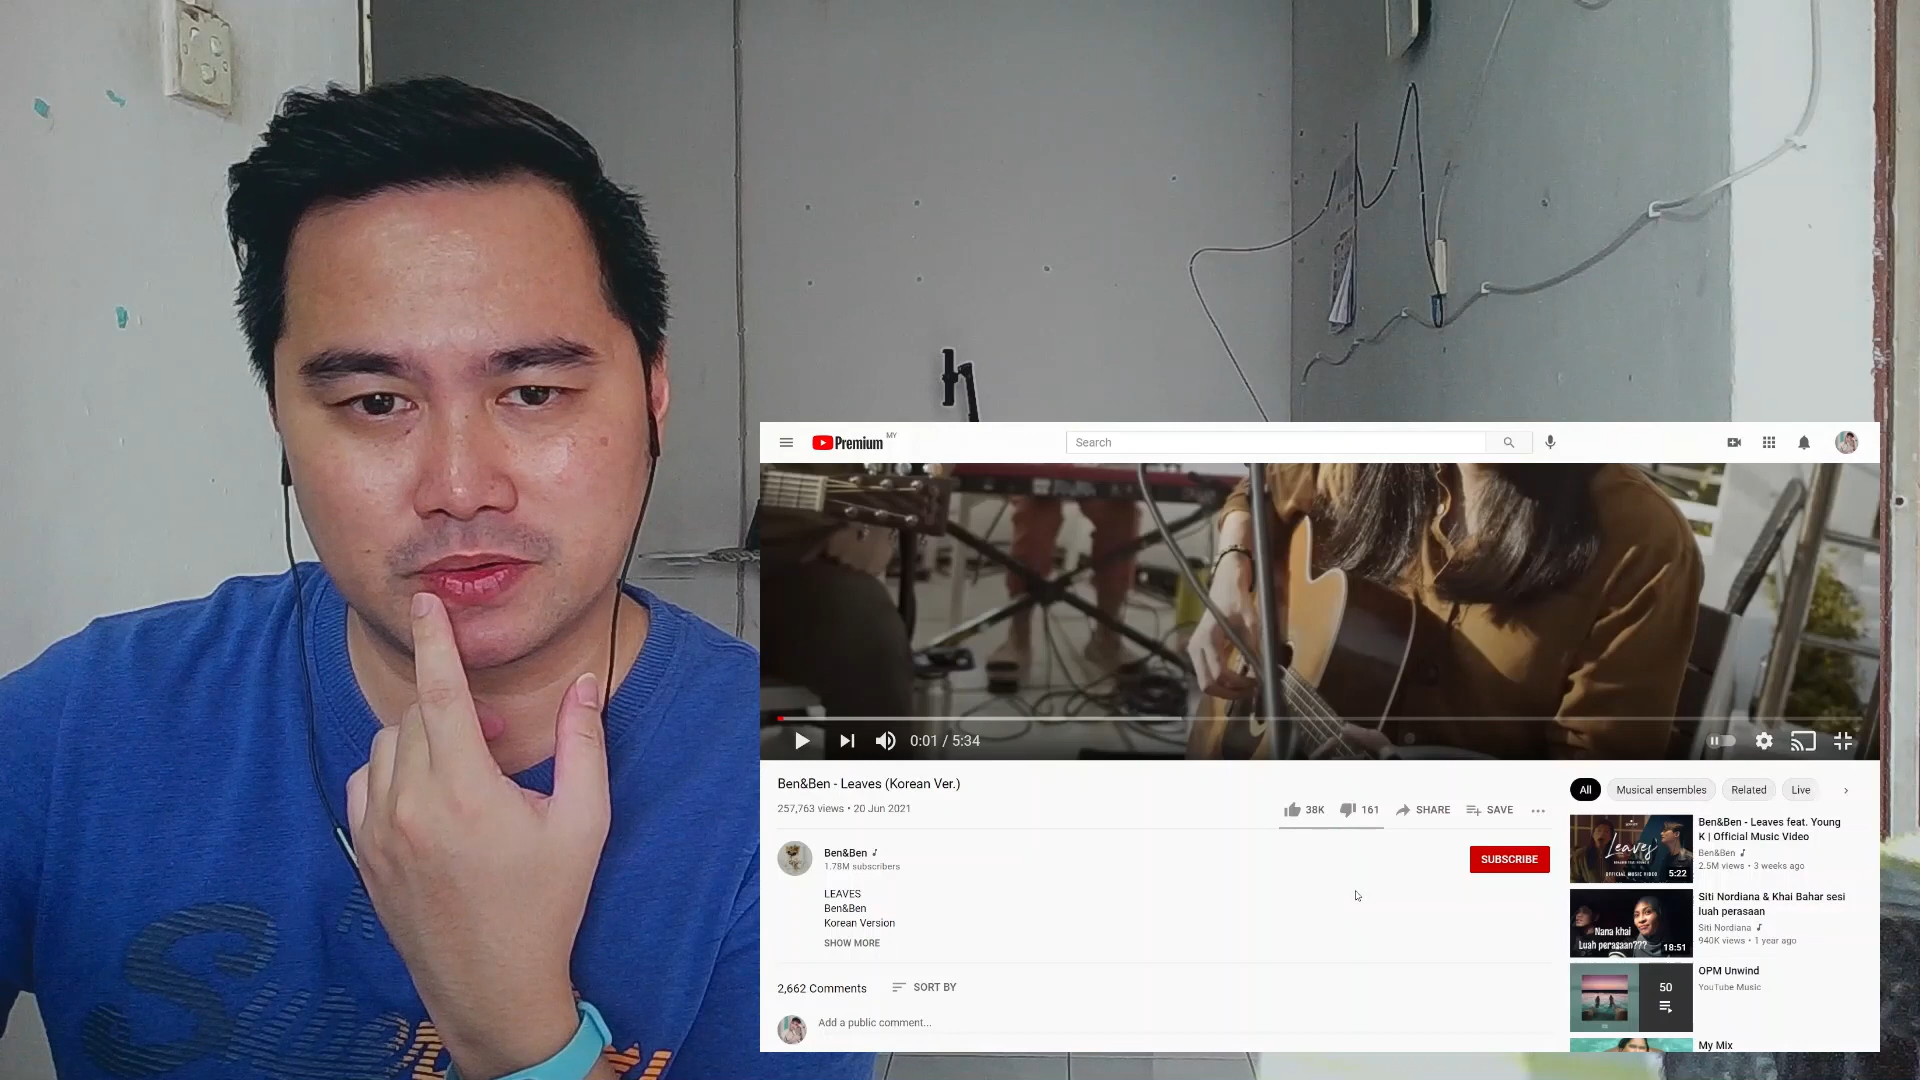 Premium MY
Search
0:01 / 5:34
Ben&Ben - Leaves (Korean Ver.)
257,763 views • 20 Jun 2021
38K 161 SHARE SAVE
Ben&Ben
1.78M subscribers
SUBSCRIBE
LEAVES
Ben&Ben
Korean Version
SHOW MORE
2,662 Comments SORT BY
Add a public comment...
All Musical ensembles Related Live
Leaves
OFFICIAL MUSIC VIDEO
5:22
Ben&Ben - Leaves feat. Young
K | Official Music Video
Ben&Ben
2.5M views • 3 weeks ago
Nana khai
Luah perasaan???
18:51
Siti Nordiana & Khai Bahar sesi
luah perasaan
Siti Nordiana
940K views • 1 year ago
50
OPM Unwind
YouTube Music
My Mix